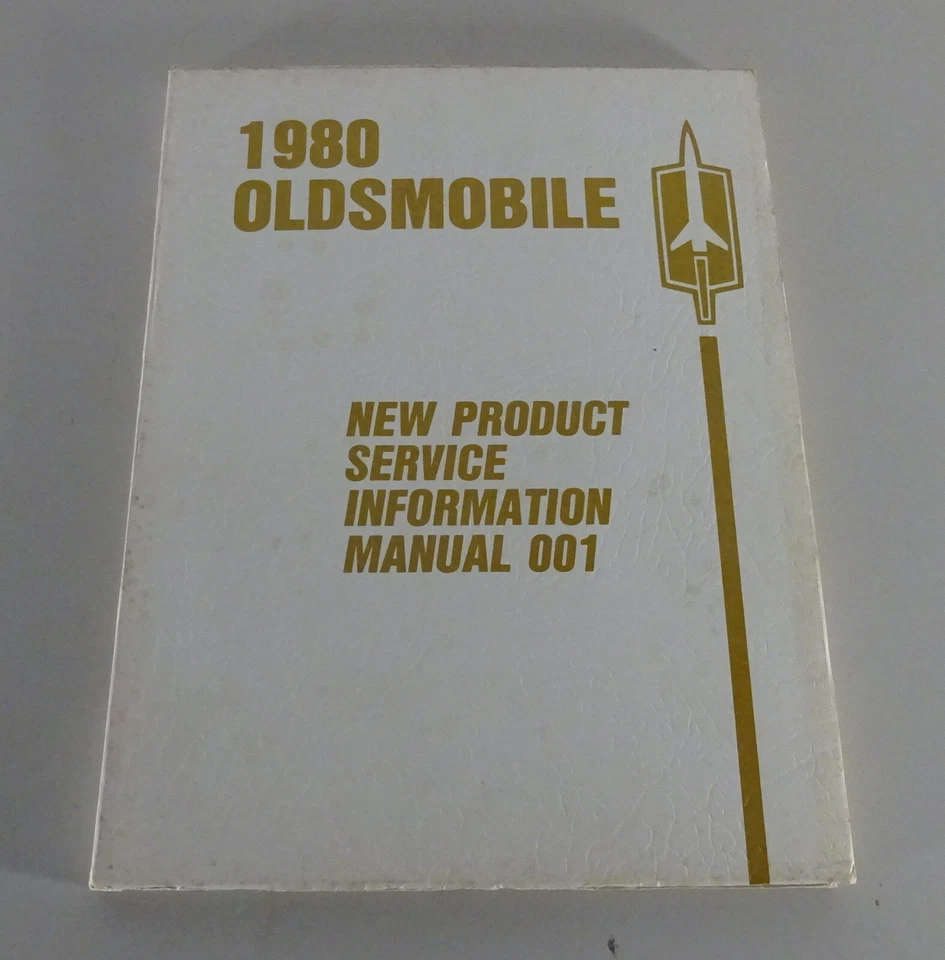 1980
OLDSMOBILE
NEW PRODUCT
SERVICE
INFORMATION
MANUAL 001